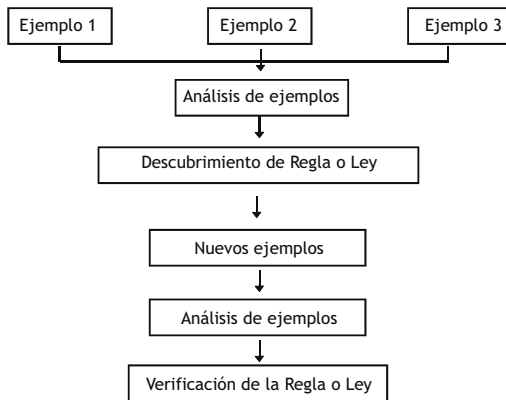 Ejemplo 1
Ejemplo 2
Ejemplo 3
Análisis de ejemplos
Descubrimiento de Regla o Ley
Nuevos ejemplos
Análisis de ejemplos
Verificación de la Regla o Ley